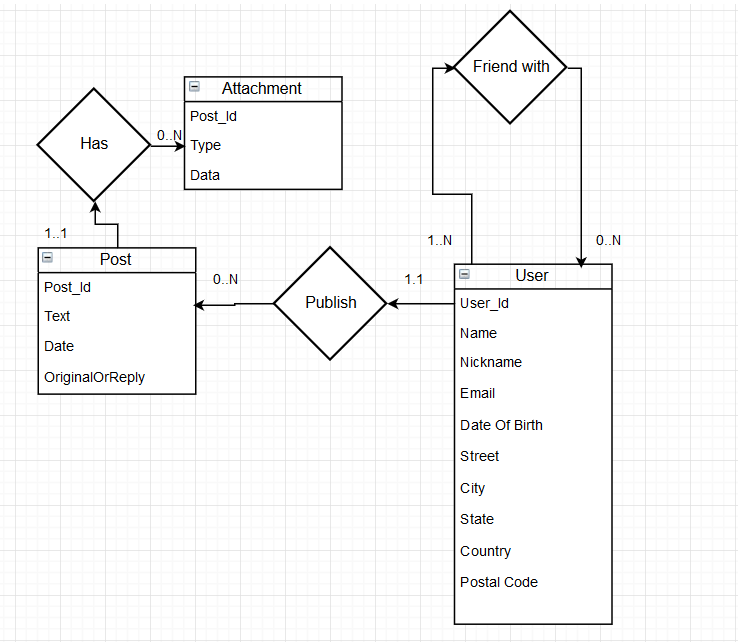 Friend with
Attachment
Post_Id
Type
Data
Has
0..N
1..1
Post
Post_Id
Text
Date
OriginalOrReply
0..N
Publish
1.1
1..N
0..N
User
User_Id
Name
Nickname
Email
Date Of Birth
Street
City
State
Country
Postal Code